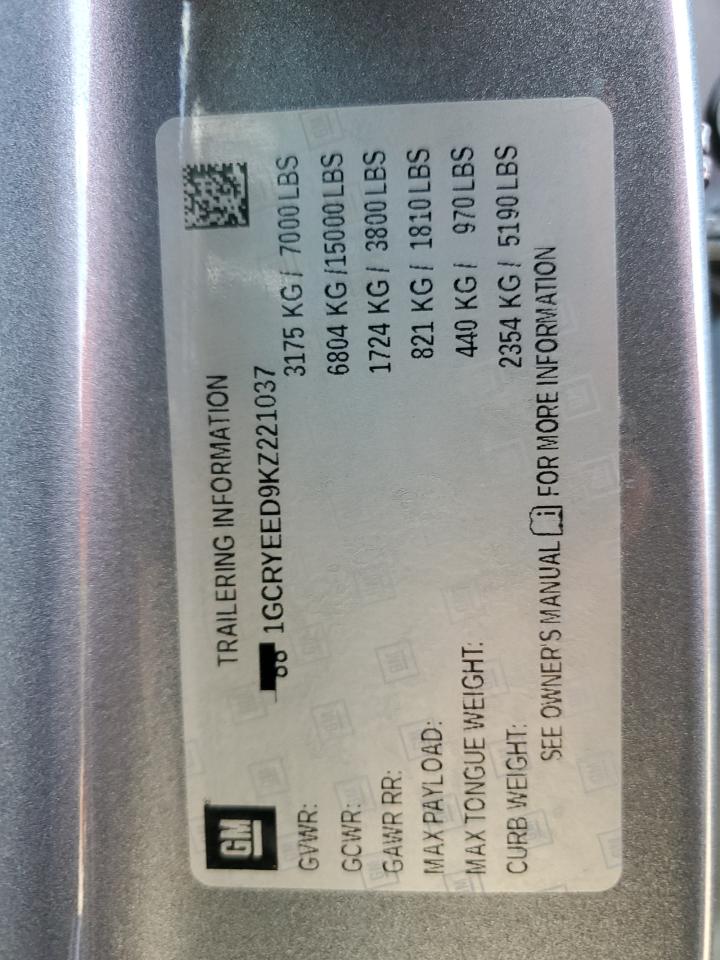 GM
TRAILERING INFORMATION
1GCRYEED9KZ221037
GVWR: 3175 KG / 7000 LBS
GCWR: 6804 KG /15000 LBS
GAWR RR: 1724 KG / 3800 LBS
MAX PAYLOAD: 821 KG / 1810 LBS
MAX TONGUE WEIGHT: 440 KG / 970 LBS
CURB WEIGHT: 2354 KG / 5190 LBS
SEE OWNER'S MANUAL FOR MORE INFORMATION